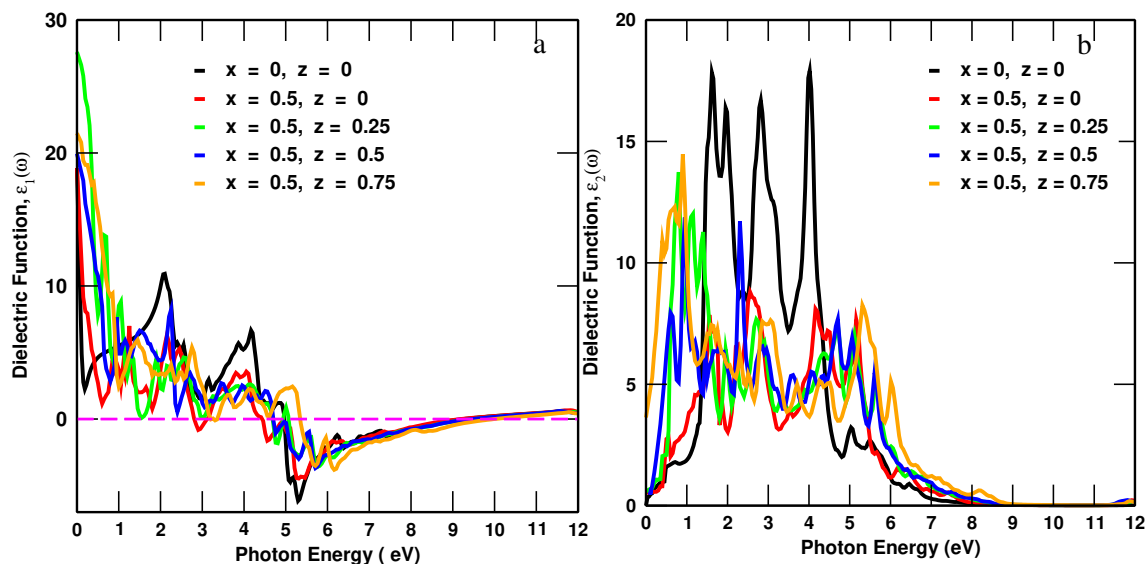 a
x = 0, z = 0
x = 0.5, z = 0
x = 0.5, z = 0.25
x = 0.5, z = 0.5
x = 0.5, z = 0.75
Dielectric Function, ε₁(ω)
30
20
10
0
0 1 2 3 4 5 6 7 8 9 10 11 12
Photon Energy ( eV)
b
x = 0, z = 0
x = 0.5, z = 0
x = 0.5, z = 0.25
x = 0.5, z = 0.5
x = 0.5, z = 0.75
Dielectric Function, ε₂(ω)
20
15
10
5
0
0 1 2 3 4 5 6 7 8 9 10 11 12
Photon Energy (eV)